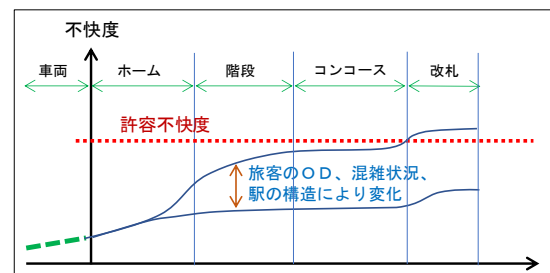 不快度
車両
ホーム
階段
コンコース
改札
許容不快度
旅客のOD、混雑状況、
駅の構造により変化